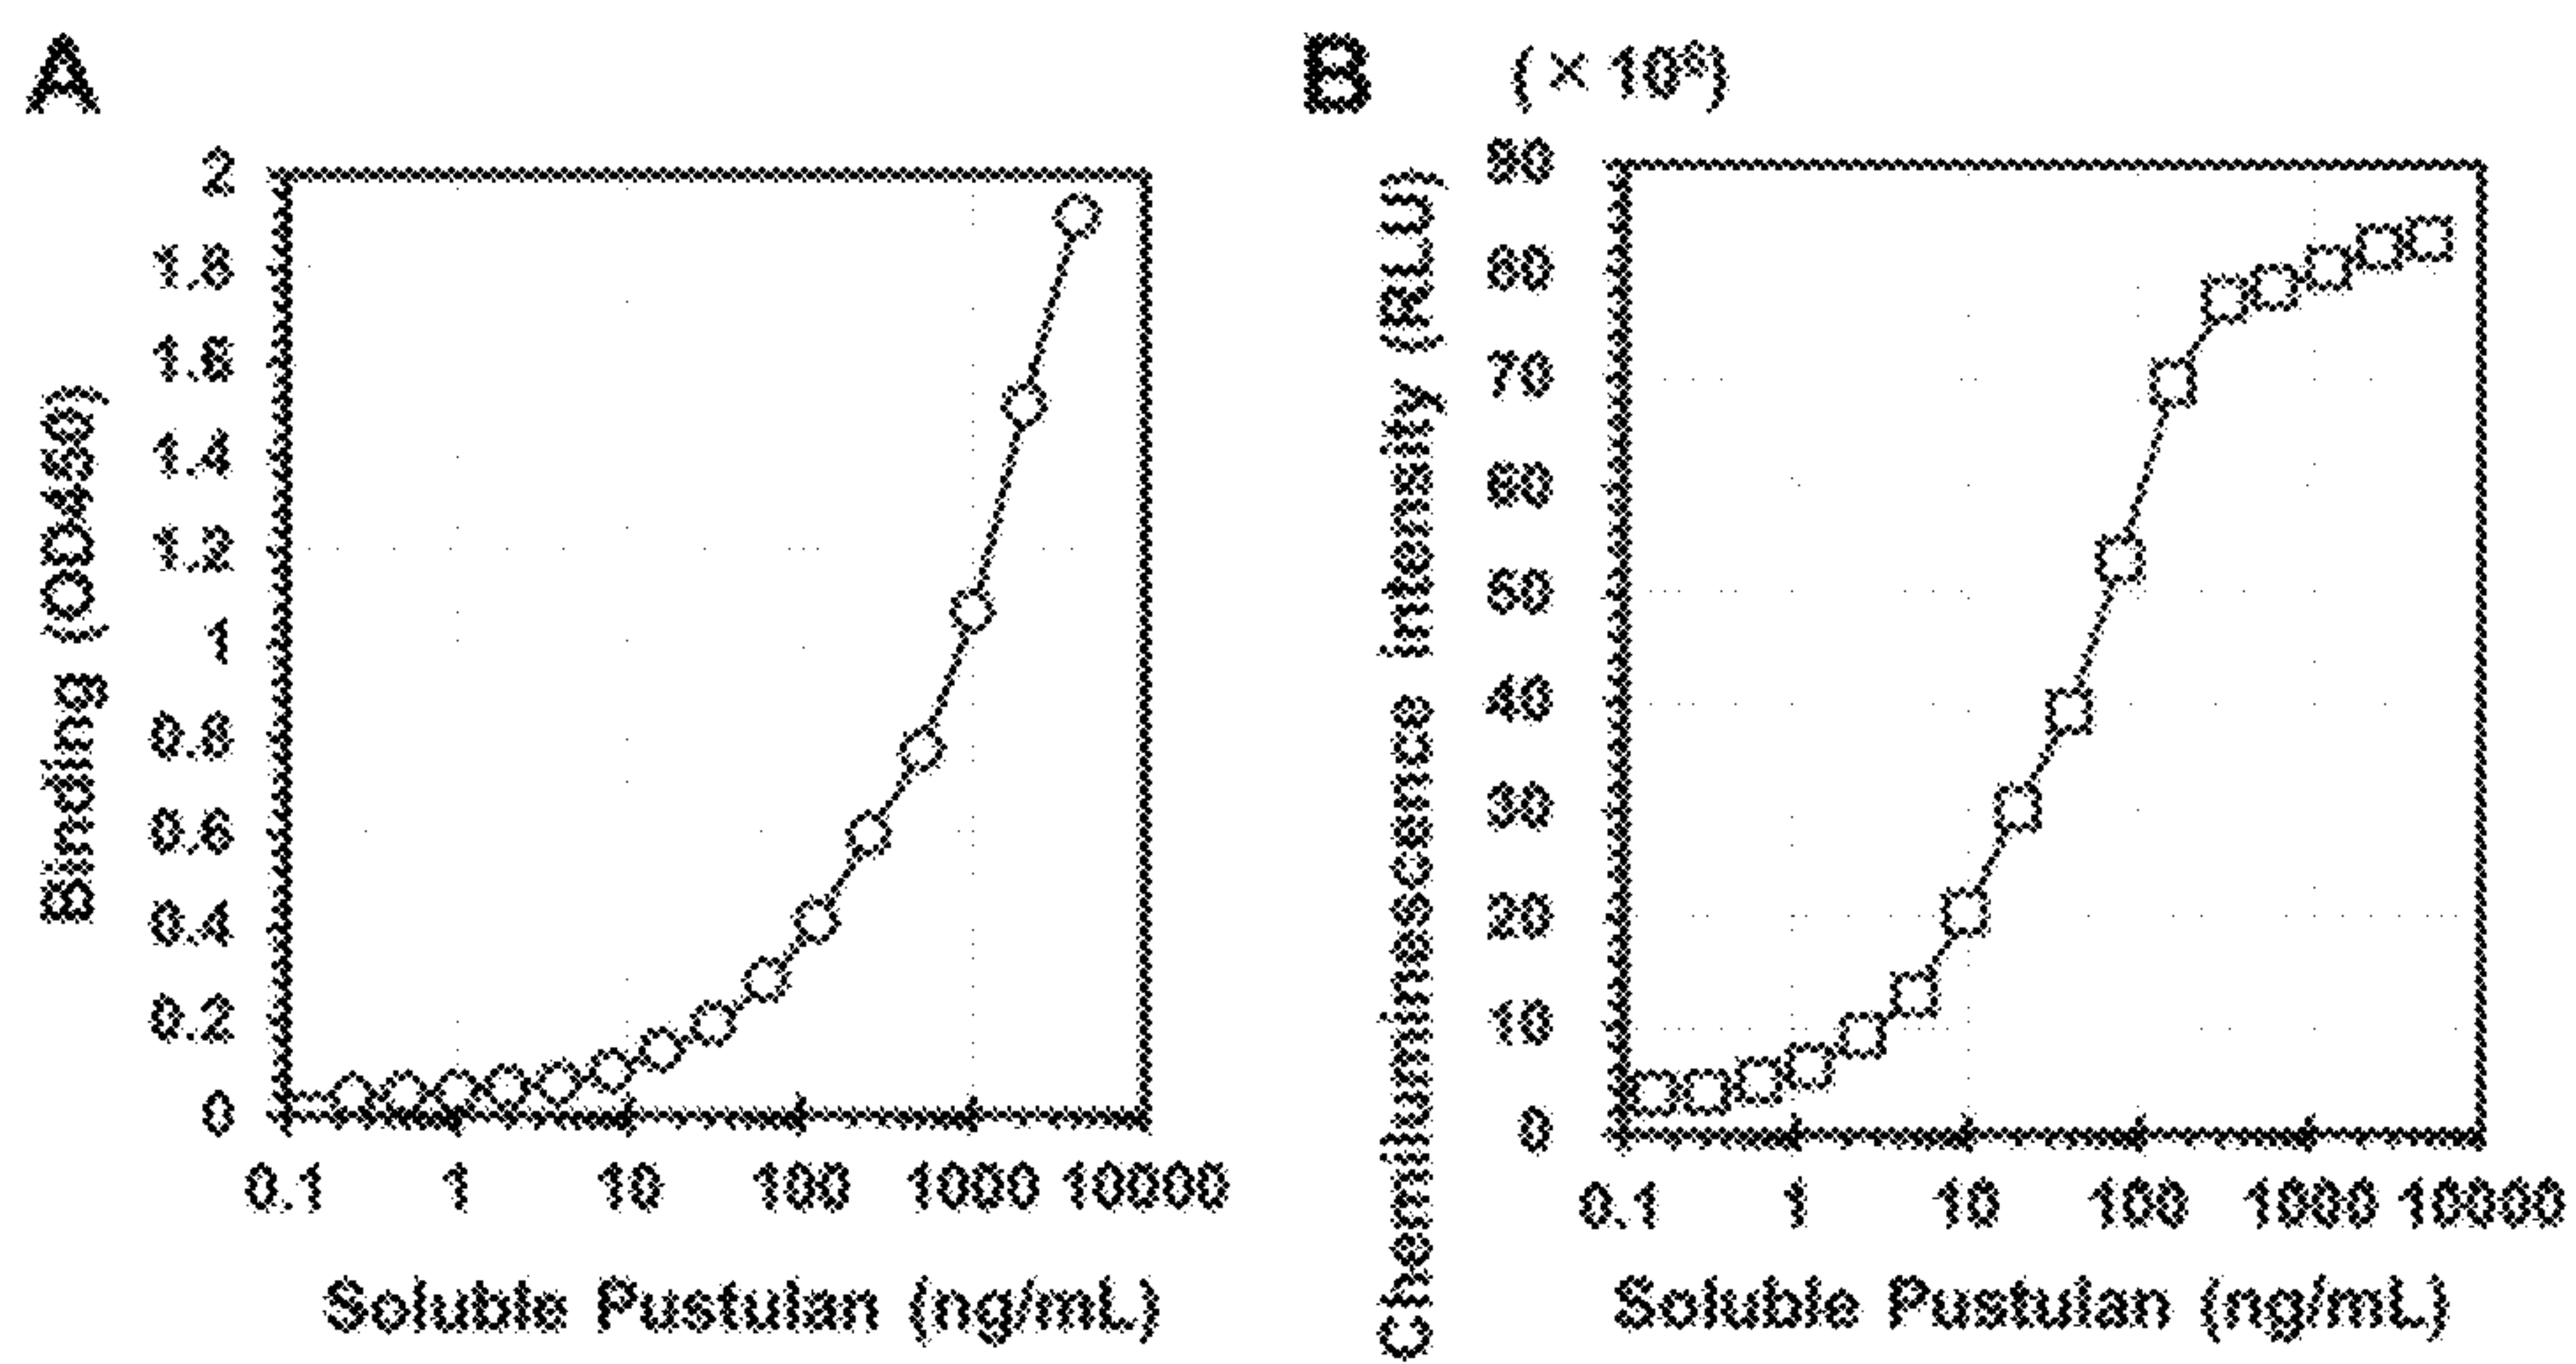 A
Binding (OD450)
2
1.8
1.6
1.4
1.2
1
0.8
0.6
0.4
0.2
0
0.1 1 10 100 1000 10000
Soluble Pustulan (ng/mL)
B
(× 10⁶)
Chemiluminescence intensity (RLU)
90
80
70
60
50
40
30
20
10
0
0.1 1 10 100 1000 10000
Soluble Pustulan (ng/mL)